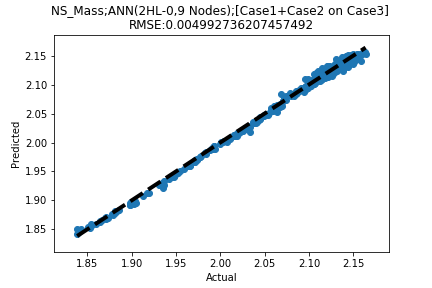 NS_Mass;ANN(2HL-0,9 Nodes);[Case1+Case2 on Case3]
RMSE:0.004992736207457492
2.15
2.10
2.05
2.00
1.95
1.90
1.85
Predicted
1.85 1.90 1.95 2.00 2.05 2.10 2.15
Actual